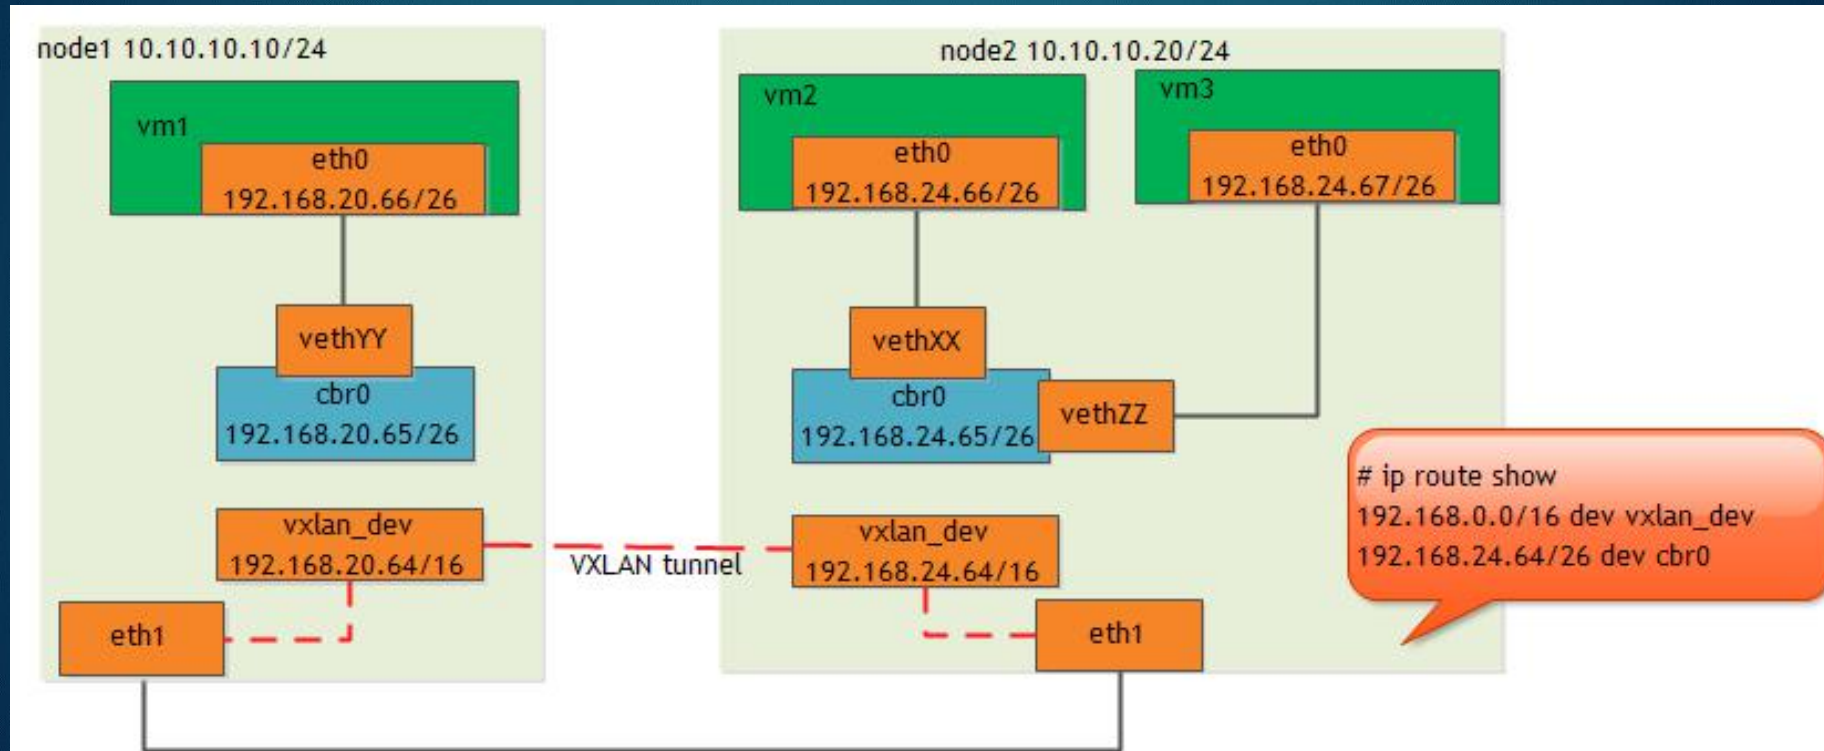 node1 10.10.10.10/24
vm1
eth0
192.168.20.66/26
vethYY
cbr0
192.168.20.65/26
vxlan_dev
192.168.20.64/16
eth1
VXLAN tunnel
node2 10.10.10.20/24
vm2
eth0
192.168.24.66/26
vm3
eth0
192.168.24.67/26
vethXX
cbr0
192.168.24.65/26
vethZZ
vxlan_dev
192.168.24.64/16
eth1
# ip route show
192.168.0.0/16 dev vxlan_dev
192.168.24.64/26 dev cbr0